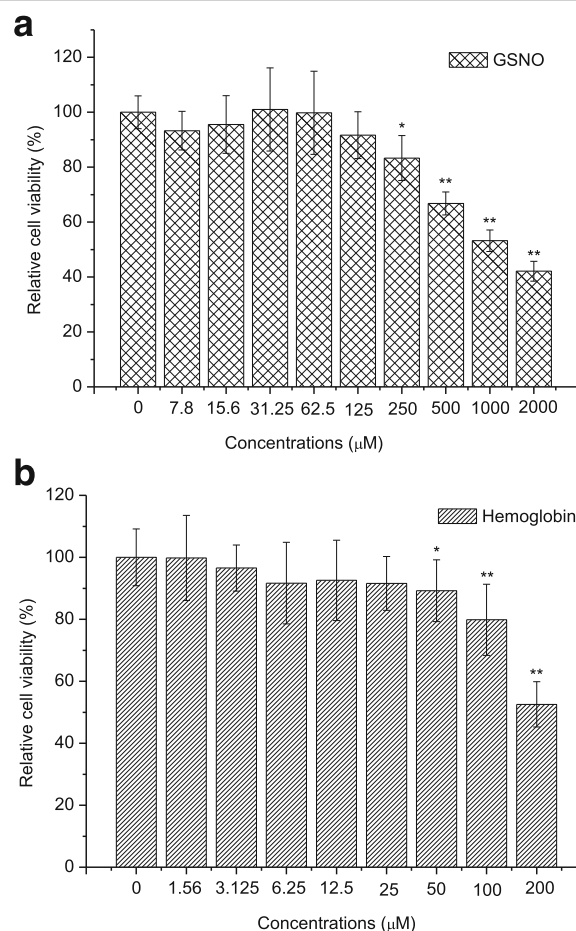 a
120
100
80
60
40
20
0
Relative cell viability (%)
GSNO
*
**
**
**
0 7.8 15.6 31.25 62.5 125 250 500 1000 2000
Concentrations (μM)
b
120
100
80
60
40
20
0
Relative cell viability (%)
Hemoglobin
*
**
**
0 1.56 3.125 6.25 12.5 25 50 100 200
Concentrations (μM)